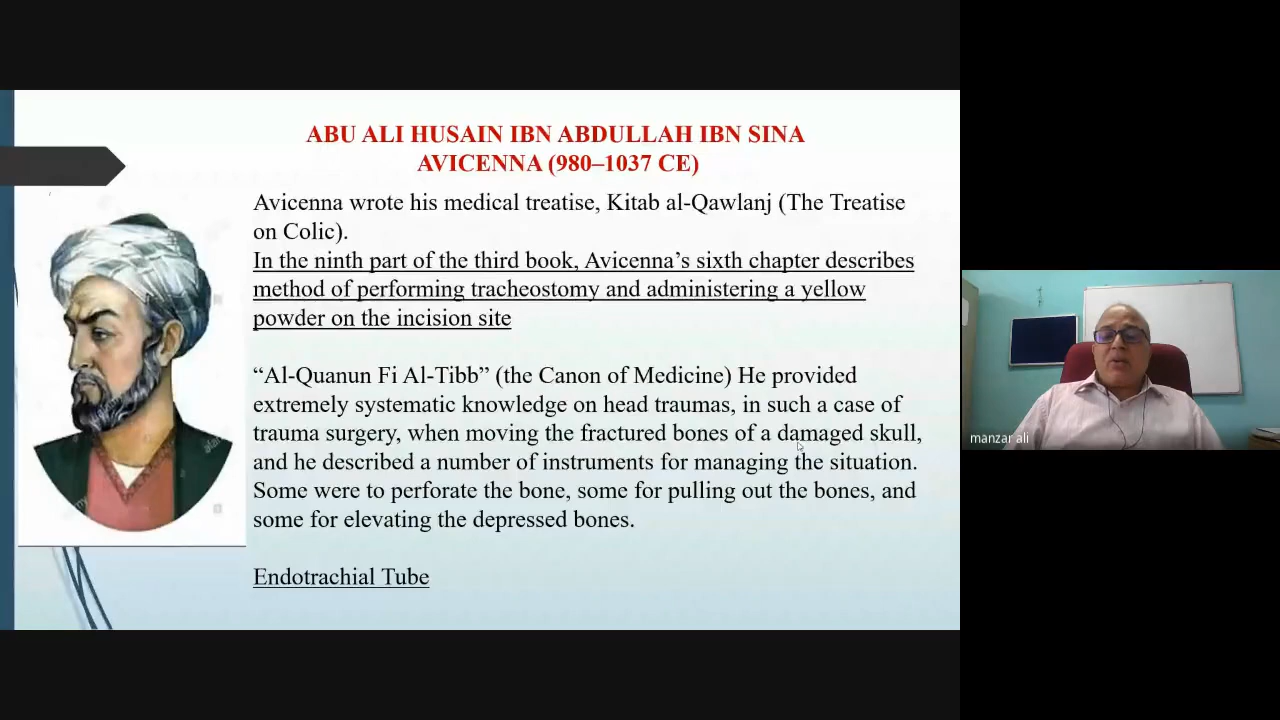 ABU ALI HUSAIN IBN ABDULLAH IBN SINA
AVICENNA (980–1037 CE)
Avicenna wrote his medical treatise, Kitab al-Qawlanj (The Treatise
on Colic).
In the ninth part of the third book, Avicenna’s sixth chapter describes
method of performing tracheostomy and administering a yellow
powder on the incision site
“Al-Quanun Fi Al-Tibb” (the Canon of Medicine) He provided
extremely systematic knowledge on head traumas, in such a case of
trauma surgery, when moving the fractured bones of a damaged skull,
and he described a number of instruments for managing the situation.
Some were to perforate the bone, some for pulling out the bones, and
some for elevating the depressed bones.
Endotrachial Tube
manzar ali